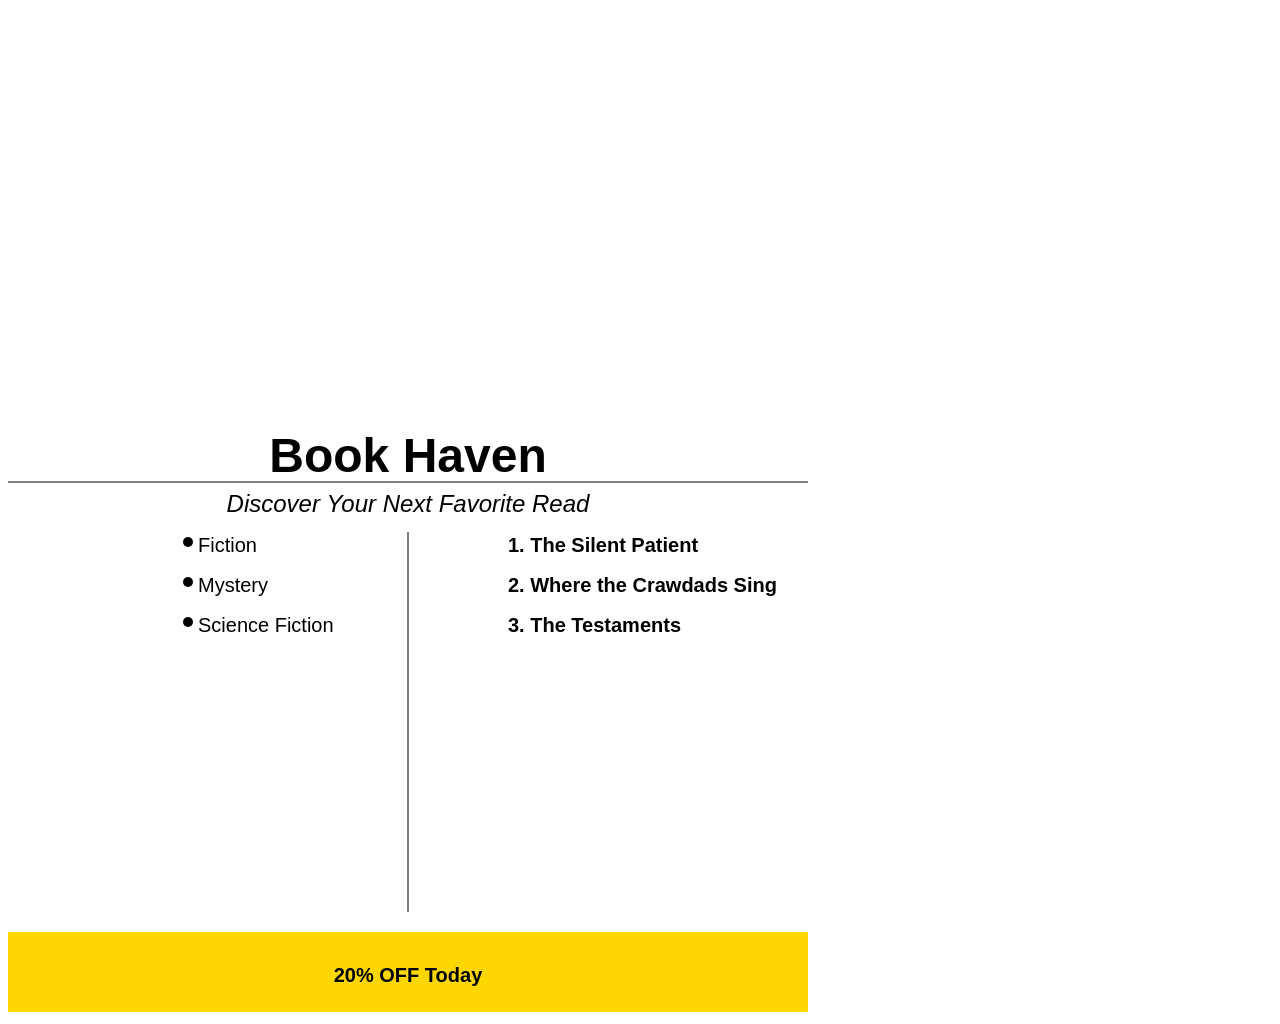 Book Haven
Discover Your Next Favorite Read
Fiction
Mystery
Science Fiction
1. The Silent Patient
2. Where the Crawdads Sing
3. The Testaments
20% OFF Today